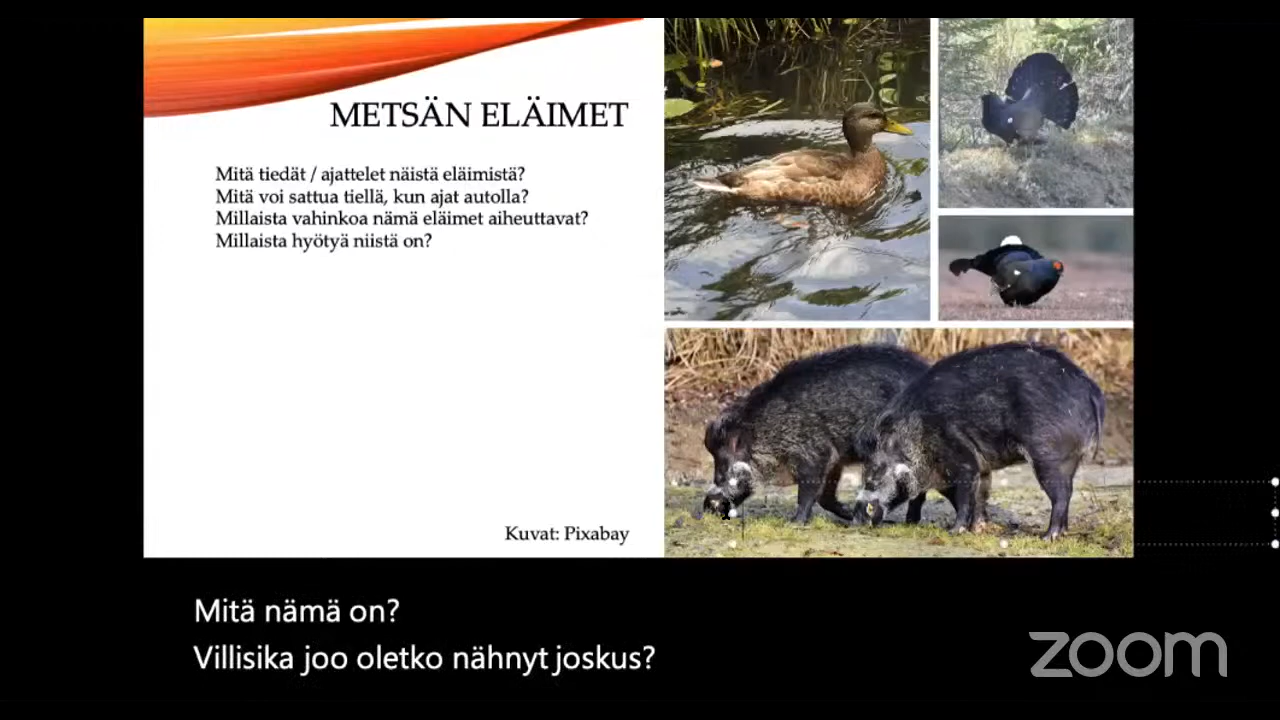 METSÄN ELÄIMET
Mitä tiedät / ajattelet näistä eläimistä?
Mitä voi sattua tiellä, kun ajat autolla?
Millaista vahinkoa nämä eläimet aiheuttavat?
Millaista hyötyä niistä on?
Kuvat: Pixabay
Mitä nämä on?
Villisika joo oletko nähnyt joskus?
zoom